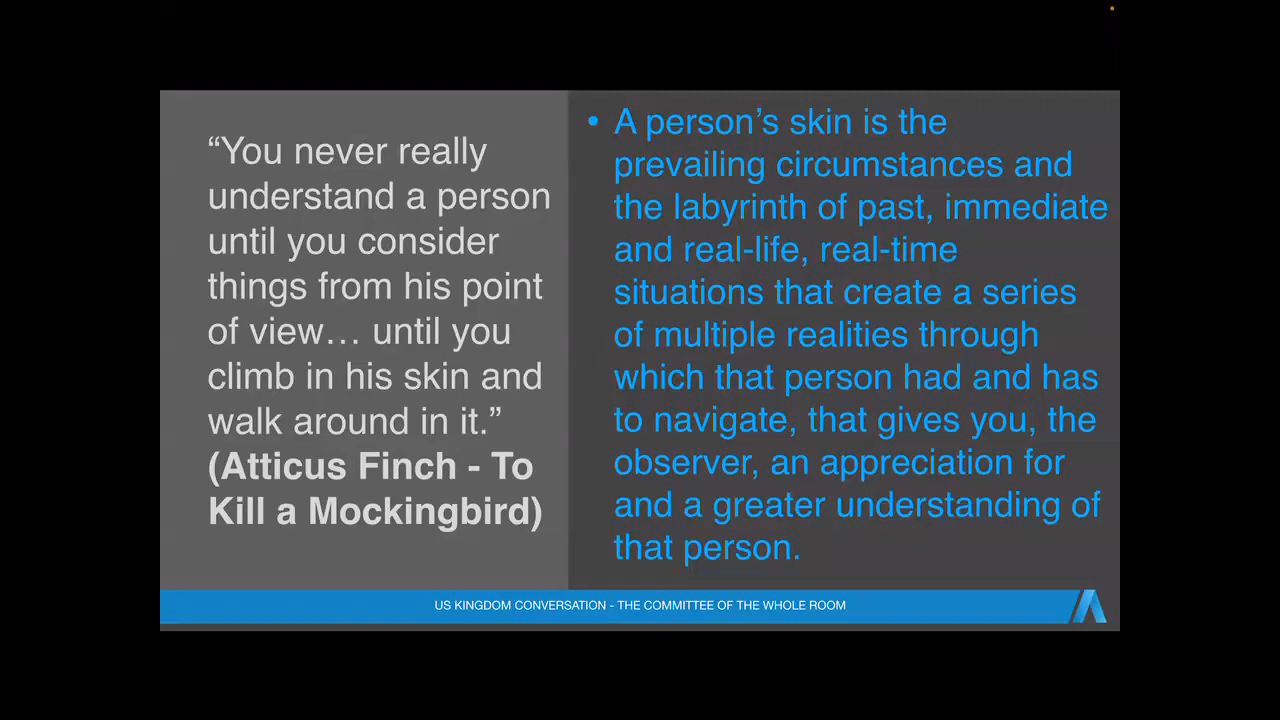 “You never really
understand a person
until you consider
things from his point
of view… until you
climb in his skin and
walk around in it.”
(Atticus Finch - To
Kill a Mockingbird)
• A person’s skin is the
prevailing circumstances and
the labyrinth of past, immediate
and real-life, real-time
situations that create a series
of multiple realities through
which that person had and has
to navigate, that gives you, the
observer, an appreciation for
and a greater understanding of
that person.
US KINGDOM CONVERSATION - THE COMMITTEE OF THE WHOLE ROOM